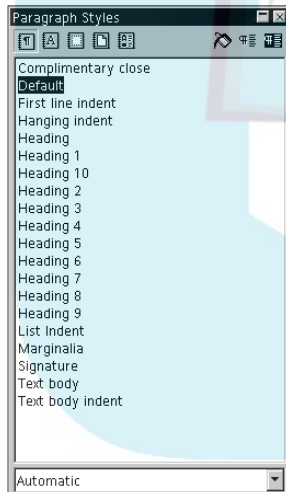 Paragraph Styles
Complimentary close
Default
First line indent
Hanging indent
Heading
Heading 1
Heading 10
Heading 2
Heading 3
Heading 4
Heading 5
Heading 6
Heading 7
Heading 8
Heading 9
List Indent
Marginalia
Signature
Text body
Text body indent
Automatic